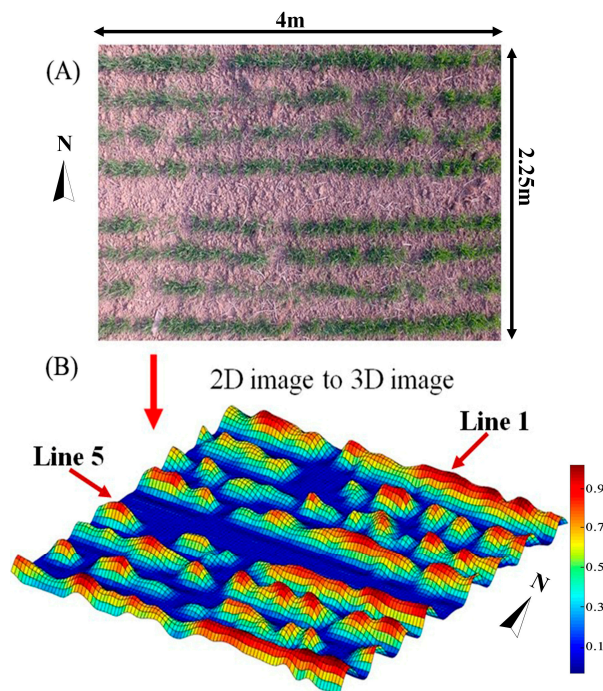 4m
(A)
N
2.25m
(B)
2D image to 3D image
Line 1
Line 5
0.9
0.7
0.5
0.3
0.1
N